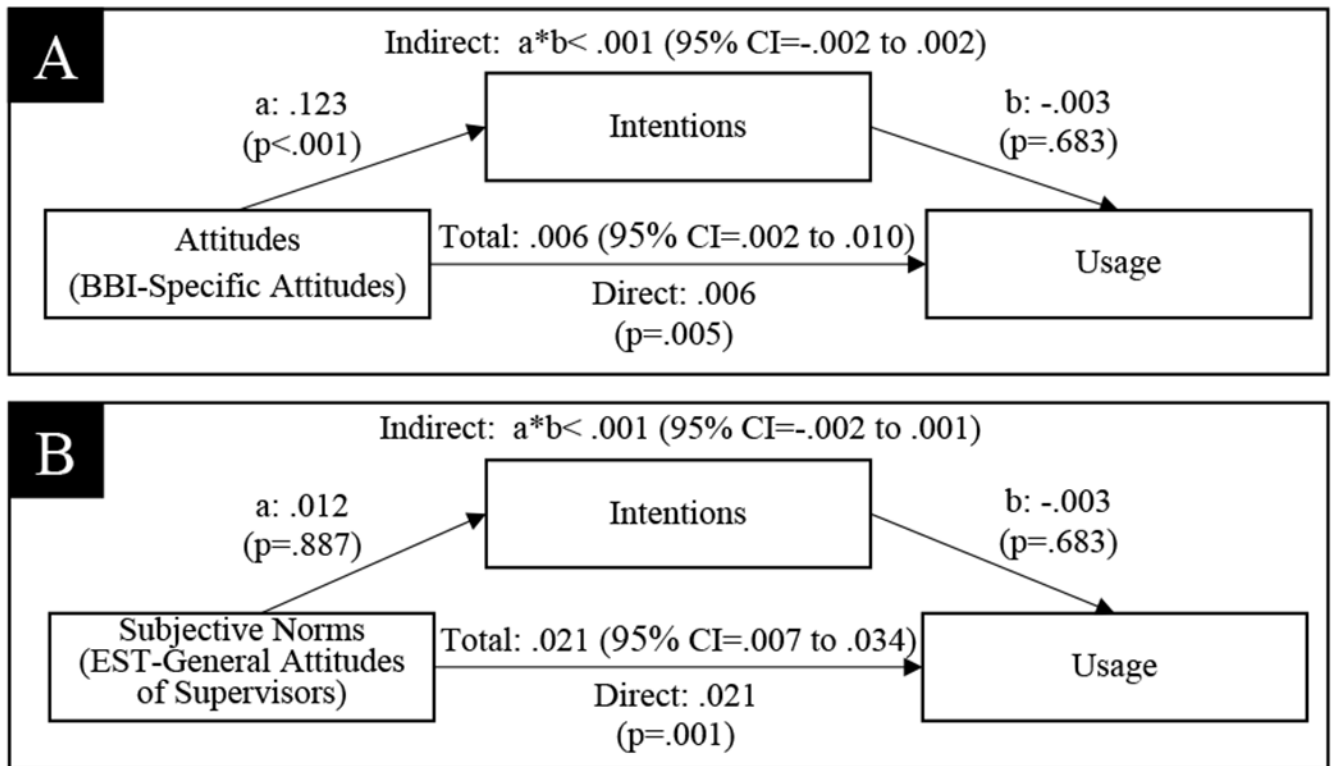 A
Indirect:  a*b< .001 (95% CI=-.002 to .002)
a: .123
(p<.001)
Intentions
b: -.003
(p=.683)
Attitudes
(BBI-Specific Attitudes)
Total: .006 (95% CI=.002 to .010)
Direct: .006
(p=.005)
Usage
B
Indirect:  a*b< .001 (95% CI=-.002 to .001)
a: .012
(p=.887)
Intentions
b: -.003
(p=.683)
Subjective Norms
(EST-General Attitudes
of Supervisors)
Total: .021 (95% CI=.007 to .034)
Direct: .021
(p=.001)
Usage